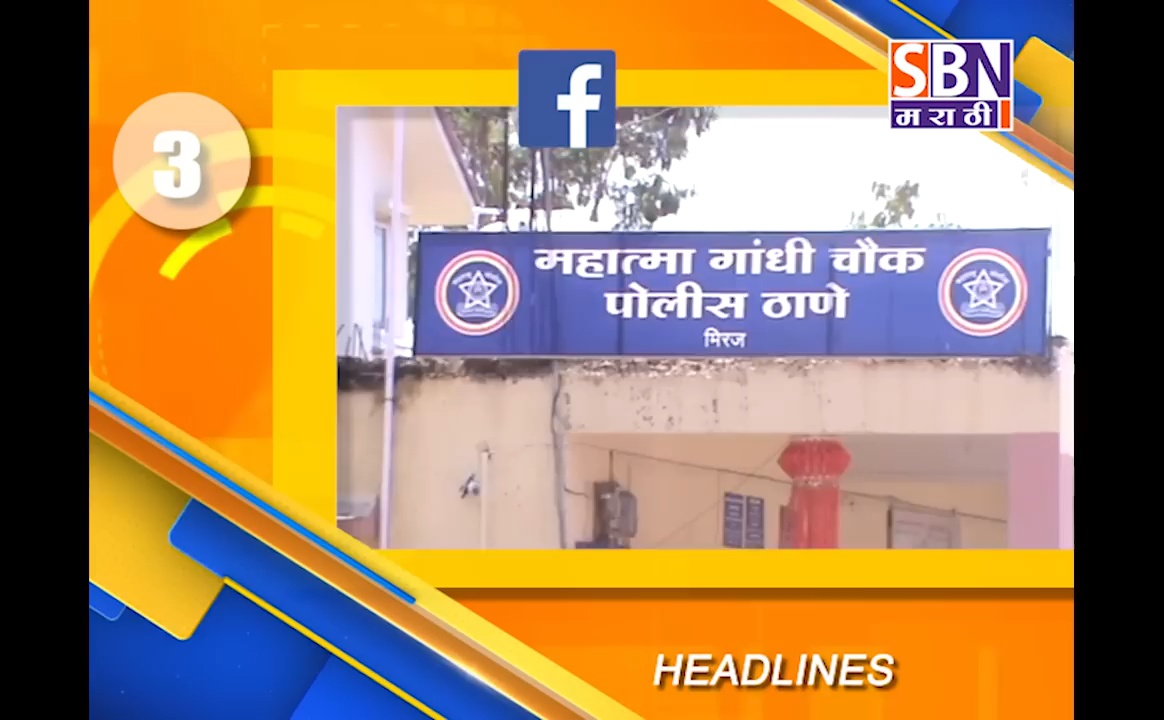 SBN
मराठी
3
महात्मा गांधी चौक
पोलीस ठाणे
मिरज
HEADLINES